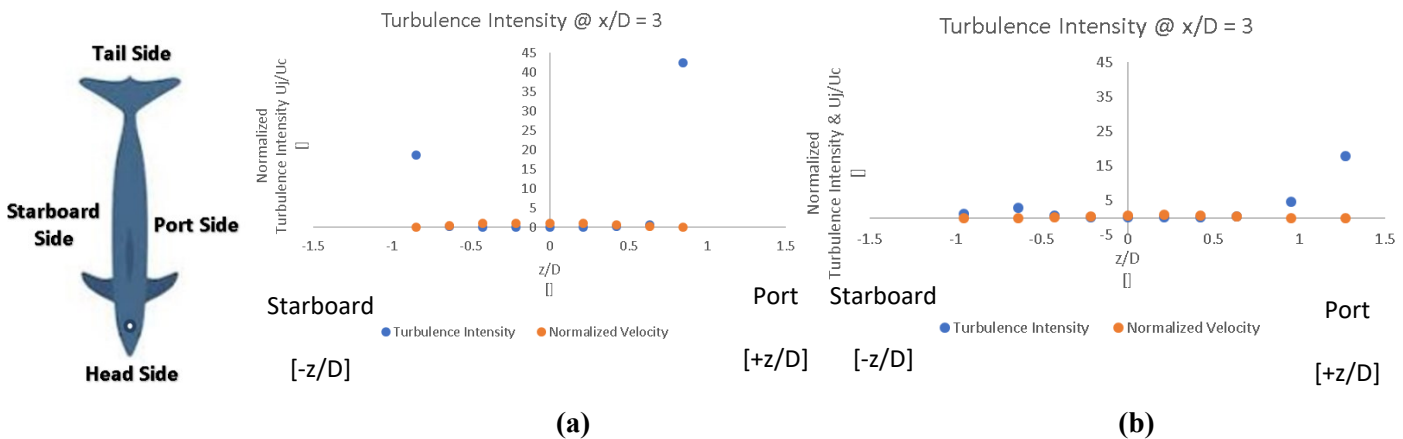 Tail Side
Starboard
Side
Port Side
Head Side
Turbulence Intensity @ x/D = 3
Normalized
Turbulence Intensity Uj/Uc
[]
45
40
35
30
25
20
15
10
5
0
-1.5
-1
-0.5
0
0.5
1
1.5
z/D
[]
Starboard
Port
Turbulence Intensity
Normalized Velocity
[-z/D]
[+z/D]
(a)
Turbulence Intensity @ x/D = 3
Normalized
Turbulence Intensity & Uj/Uc
[]
45
35
25
15
5
-5
-1.5
-1
-0.5
0
0.5
1
1.5
z/D
[]
Starboard
Port
Turbulence Intensity
Normalized Velocity
[-z/D]
[+z/D]
(b)